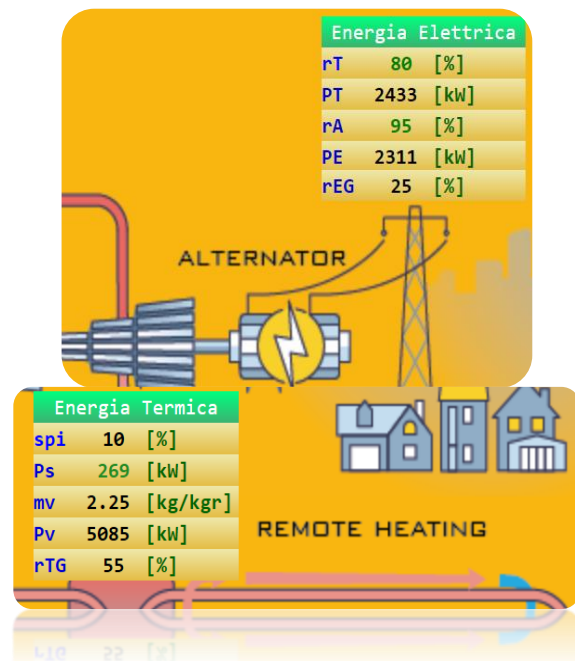 Energia Elettrica
rT 80 [%]
PT 2433 [kW]
rA 95 [%]
PE 2311 [kW]
rEG 25 [%]
ALTERNATOR
Energia Termica
spi 10 [%]
Ps 269 [kW]
mv 2.25 [kg/kgr]
Pv 5085 [kW]
rTG 55 [%]
REMOTE HEATING